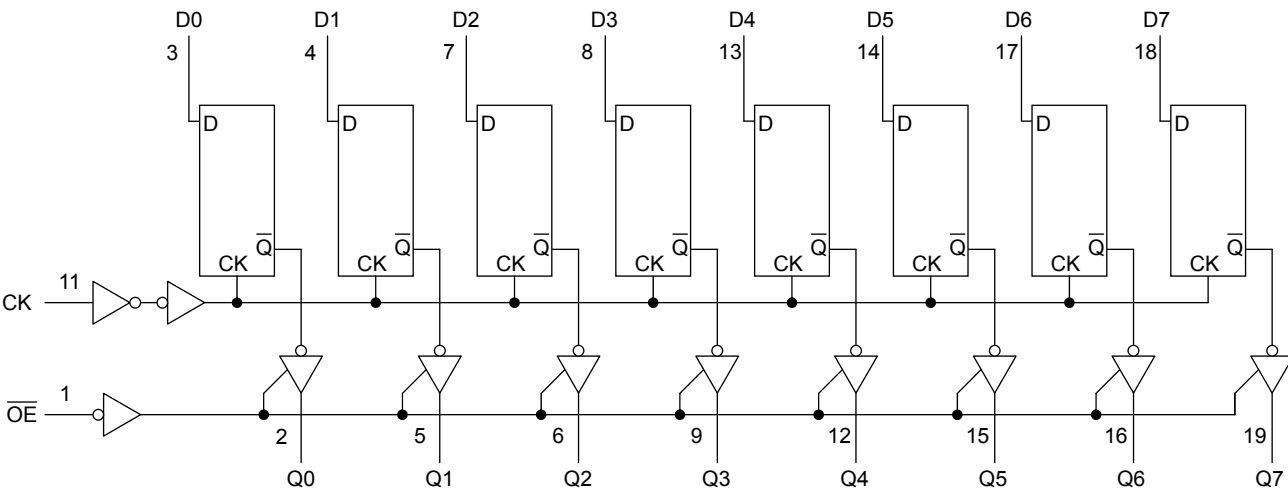 D0 D1 D2 D3 D4 D5 D6 D7
3 4 7 8 13 14 17 18
D D D D D D D D
Q̅ Q̅ Q̅ Q̅ Q̅ Q̅ Q̅ Q̅
CK CK CK CK CK CK CK CK
CK 11
O̅E̅ 1
2 5 6 9 12 15 16 19
Q0 Q1 Q2 Q3 Q4 Q5 Q6 Q7